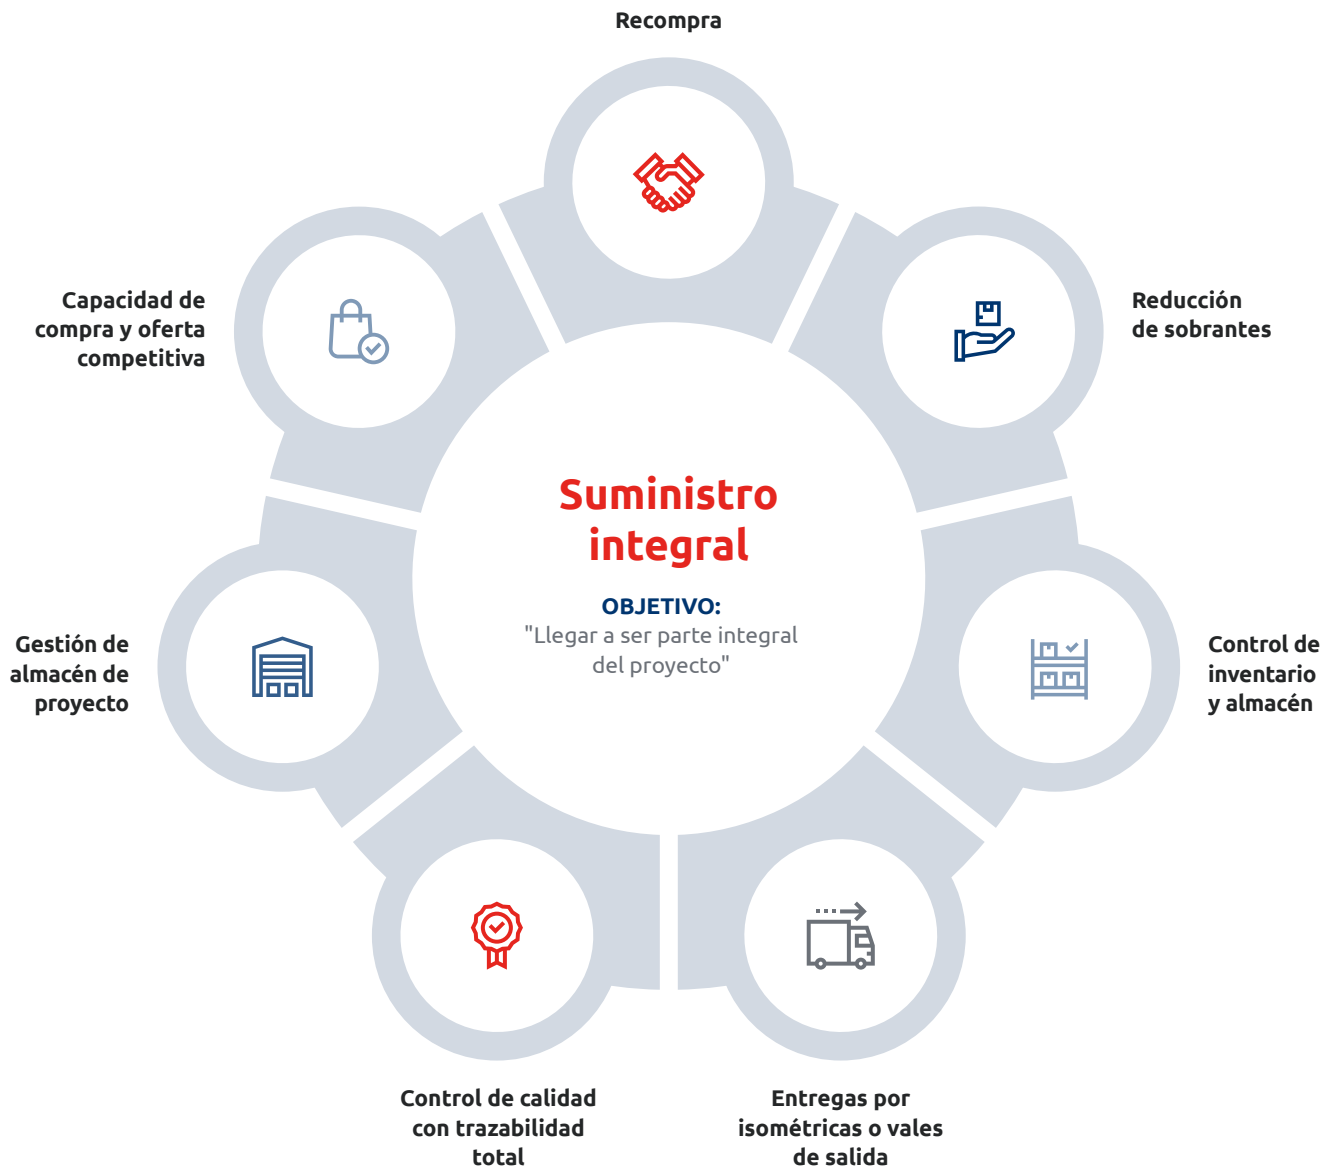 Recompra
Capacidad de
compra y oferta
competitiva
Reducción
de sobrantes
Suministro
integral
OBJETIVO:
"Llegar a ser parte integral
del proyecto"
Gestión de
almacén de
proyecto
Control de
inventario
y almacén
Control de calidad
con trazabilidad
total
Entregas por
isométricas o vales
de salida